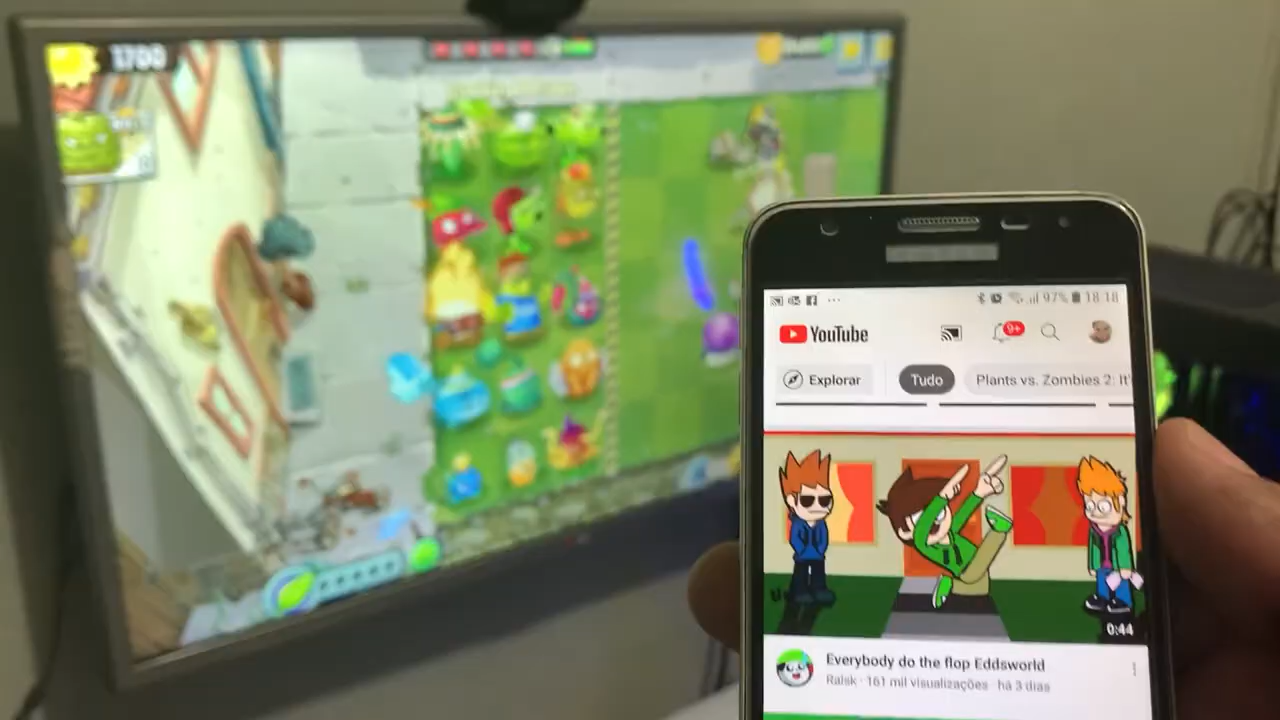 1700
97% 18:18
YouTube
9+
Explorar
Tudo
Plants vs. Zombies 2: It'
0:44
Everybody do the flop Eddsworld
Ralsk · 161 mil visualizações · há 3 dias